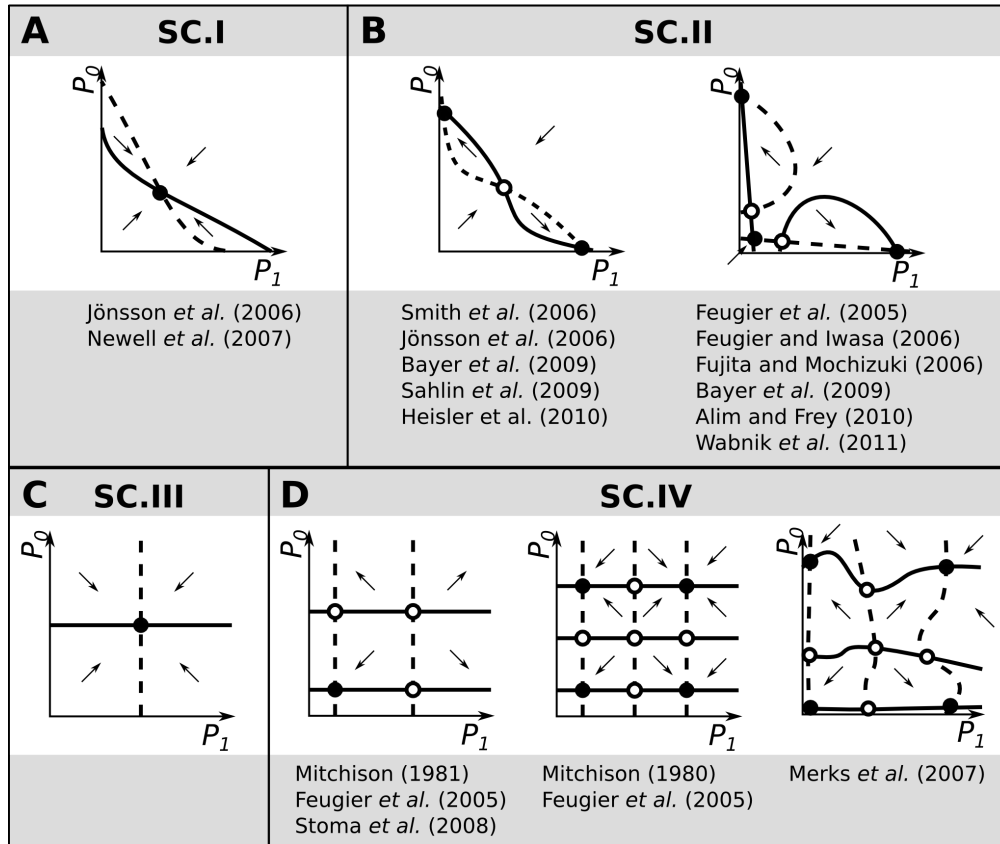 A SC.I
P0
P1
Jönsson et al. (2006)
Newell et al. (2007)
B SC.II
P0
P1
Smith et al. (2006)
Jönsson et al. (2006)
Bayer et al. (2009)
Sahlin et al. (2009)
Heisler et al. (2010)
P0
P1
Feugier et al. (2005)
Feugier and Iwasa (2006)
Fujita and Mochizuki (2006)
Bayer et al. (2009)
Alim and Frey (2010)
Wabnik et al. (2011)
C SC.III
P0
P1
D SC.IV
P0
P1
Mitchison (1981)
Feugier et al. (2005)
Stoma et al. (2008)
P0
P1
Mitchison (1980)
Feugier et al. (2005)
P0
P1
Merks et al. (2007)